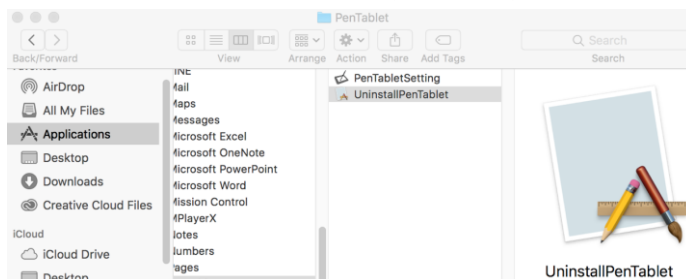 PenTablet
Back/Forward
View
Arrange
Action
Share
Add Tags
Search
Search
AirDrop
All My Files
Applications
Desktop
Downloads
Creative Cloud Files
iCloud
iCloud Drive
Desktop
Mail
Maps
Messages
Microsoft Excel
Microsoft OneNote
Microsoft PowerPoint
Microsoft Word
Mission Control
MPlayerX
Notes
Numbers
Pages
PenTabletSetting
UninstallPenTablet
UninstallPenTablet